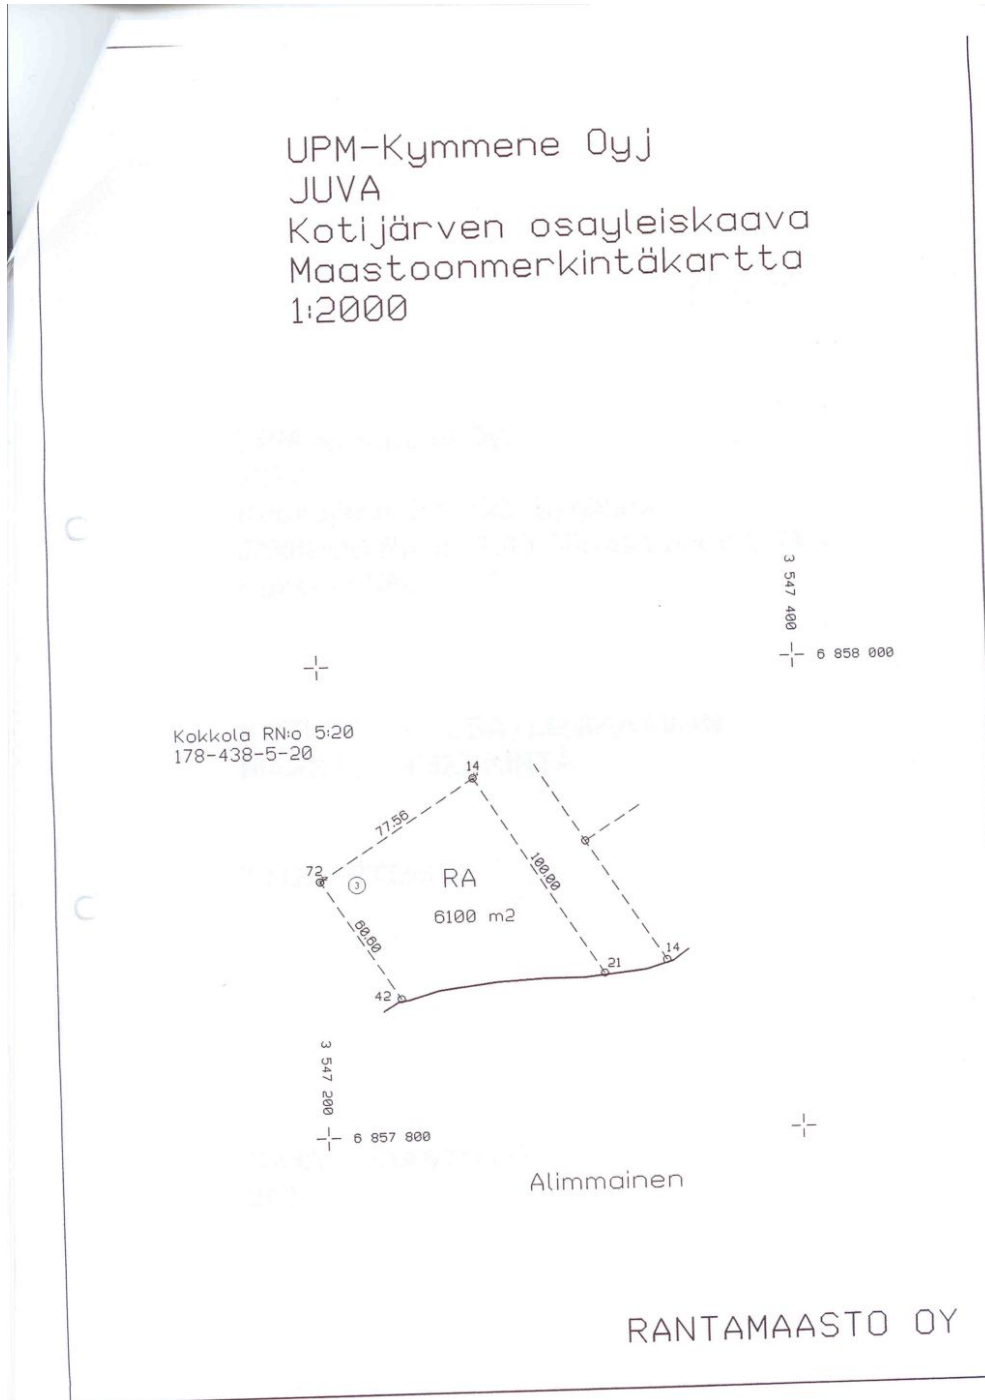 UPM-Kymmene Oyj
JUVA
Kotijärven osayleiskaava
Maastoonmerkintäkartta
1:2000
3 547 400
6 858 000
Kokkola RN:o 5:20
178-438-5-20
14
77.56
72
3
RA
6100 m2
100.00
60.60
14
21
42
3 547 200
6 857 800
Alimmainen
RANTAMAASTO OY